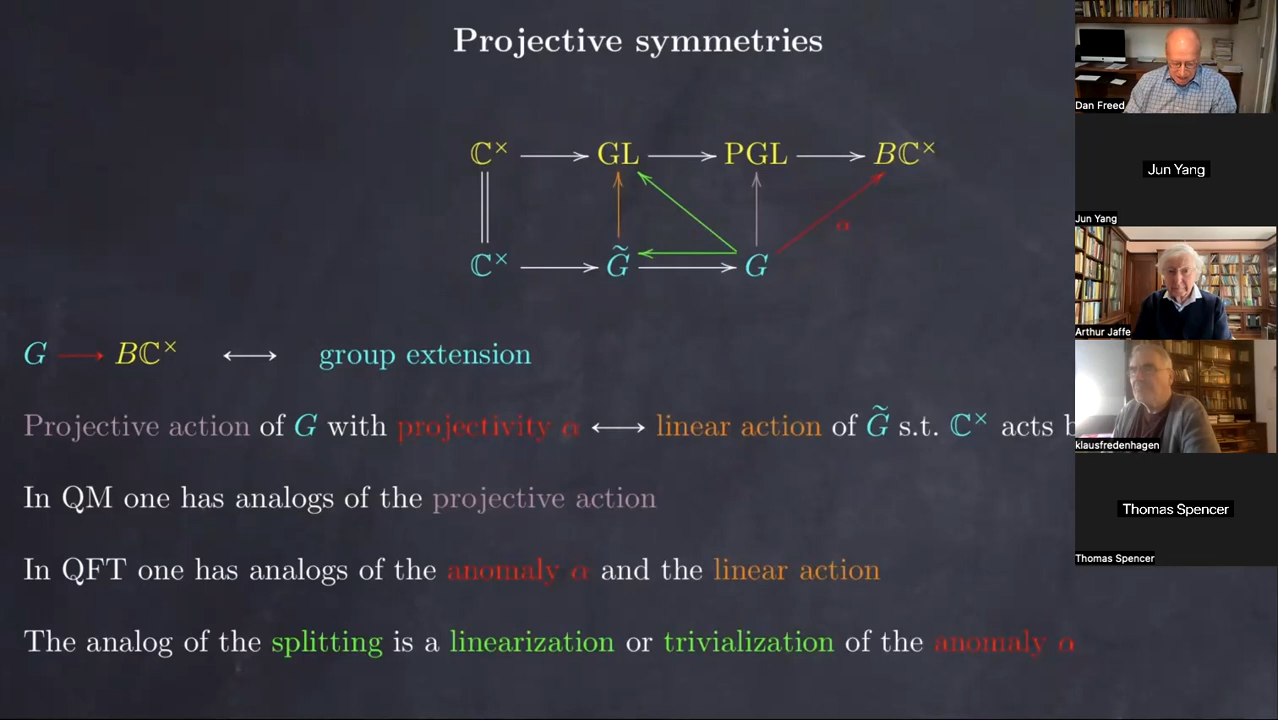 Projective symmetries
ℂ× GL PGL Bℂ×
α
ℂ× G̃ G
G ⟶ Bℂ× ⟷ group extension
Projective action of G with projectivity α ⟷ linear action of G̃ s.t. ℂ× acts
In QM one has analogs of the projective action
In QFT one has analogs of the anomaly α and the linear action
The analog of the splitting is a linearization or trivialization of the anomaly α
Dan Freed
Jun Yang
Jun Yang
Arthur Jaffe
klausfredenhagen
Thomas Spencer
Thomas Spencer